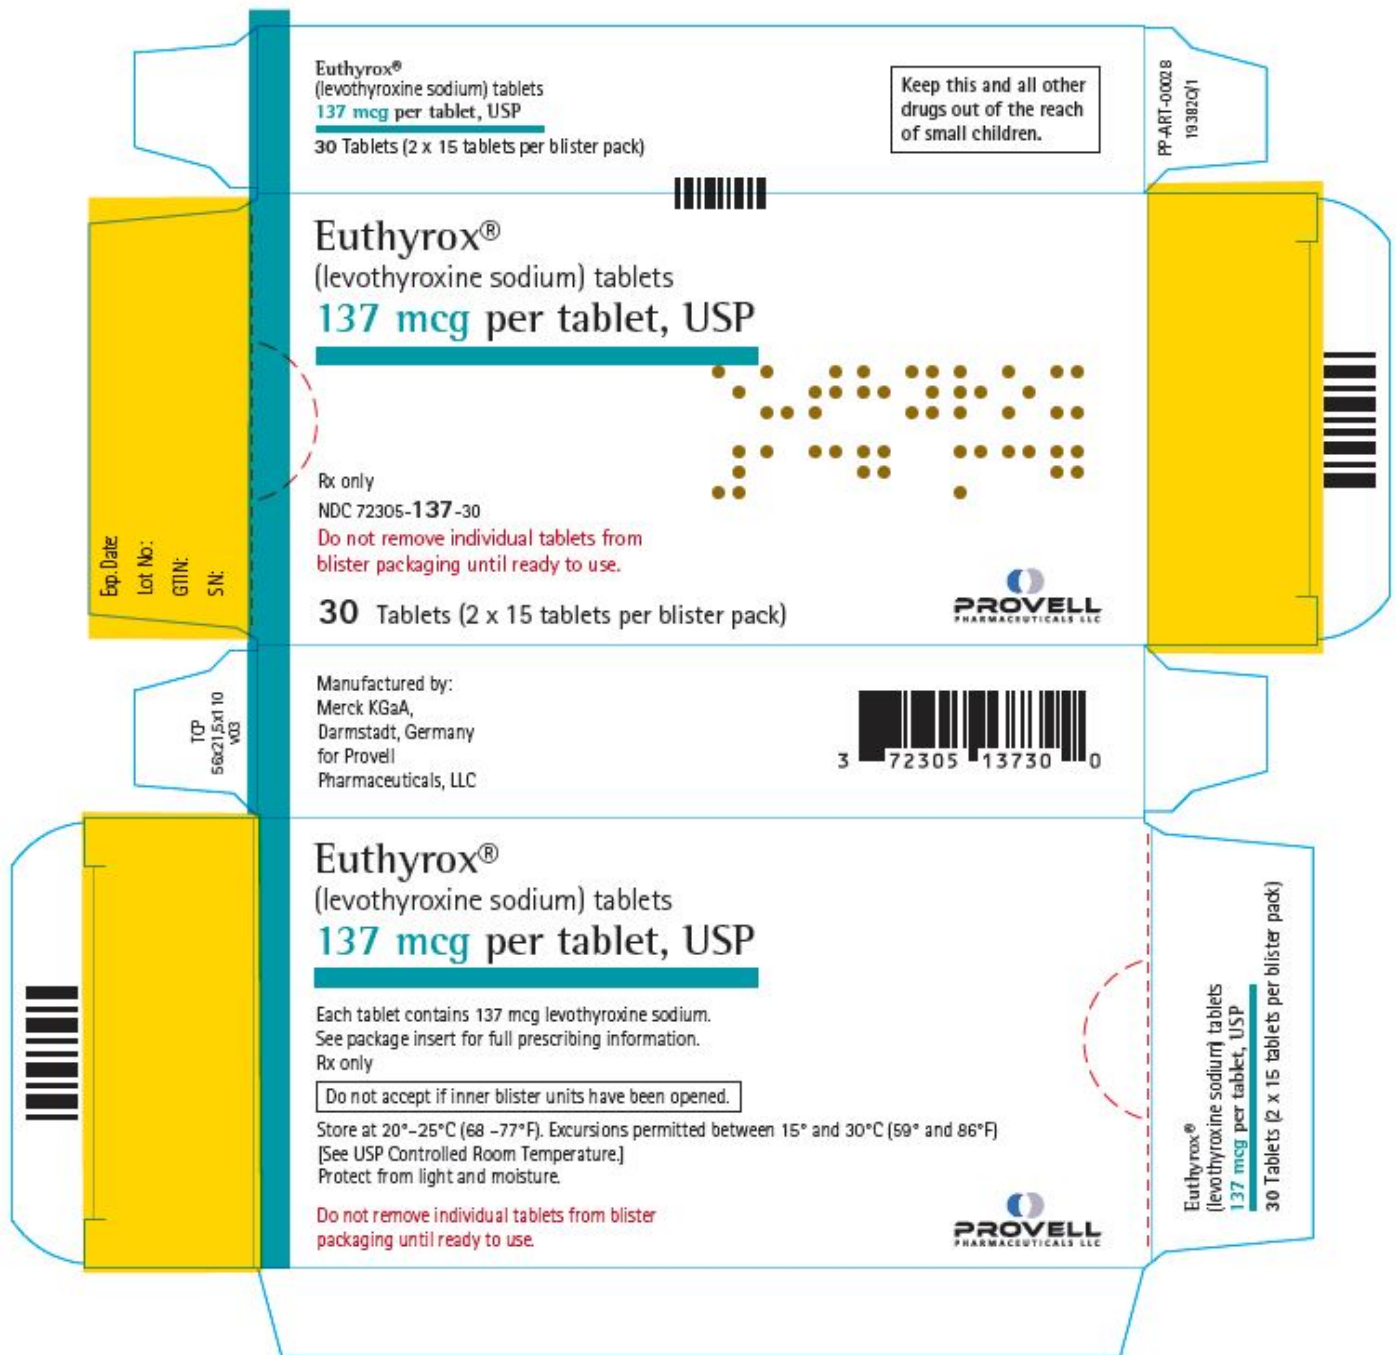 Euthyrox®
(levothyroxine sodium) tablets
137 mcg per tablet, USP
30 Tablets (2 x 15 tablets per blister pack)
Keep this and all other
drugs out of the reach
of small children.
PP-ART-00028
193820/1
Euthyrox®
(levothyroxine sodium) tablets
137 mcg per tablet, USP
Rx only
NDC 72305-137-30
Do not remove individual tablets from
blister packaging until ready to use.
30 Tablets (2 x 15 tablets per blister pack)
PROVELL
PHARMACEUTICALS LLC
Exp. Date:
Lot No:
GTIN:
SN:
TCP
56x21,5x110
v03
Manufactured by:
Merck KGaA,
Darmstadt, Germany
for Provell
Pharmaceuticals, LLC
3 72305 13730 0
Euthyrox®
(levothyroxine sodium) tablets
137 mcg per tablet, USP
Each tablet contains 137 mcg levothyroxine sodium.
See package insert for full prescribing information.
Rx only
Do not accept if inner blister units have been opened.
Store at 20°–25°C (68 –77°F). Excursions permitted between 15° and 30°C (59° and 86°F)
[See USP Controlled Room Temperature.]
Protect from light and moisture.
Do not remove individual tablets from blister
packaging until ready to use.
PROVELL
PHARMACEUTICALS LLC
Euthyrox®
(levothyroxine sodium) tablets
137 mcg per tablet, USP
30 Tablets (2 x 15 tablets per blister pack)